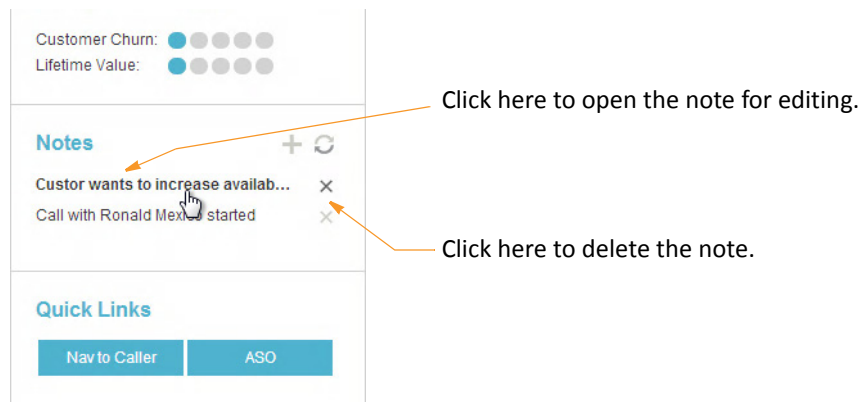 Customer Churn:
Lifetime Value:
Click here to open the note for editing.
Notes
Custor wants to increase availab...
Call with Ronald Mexico started
Click here to delete the note.
Quick Links
Nav to Caller
ASO